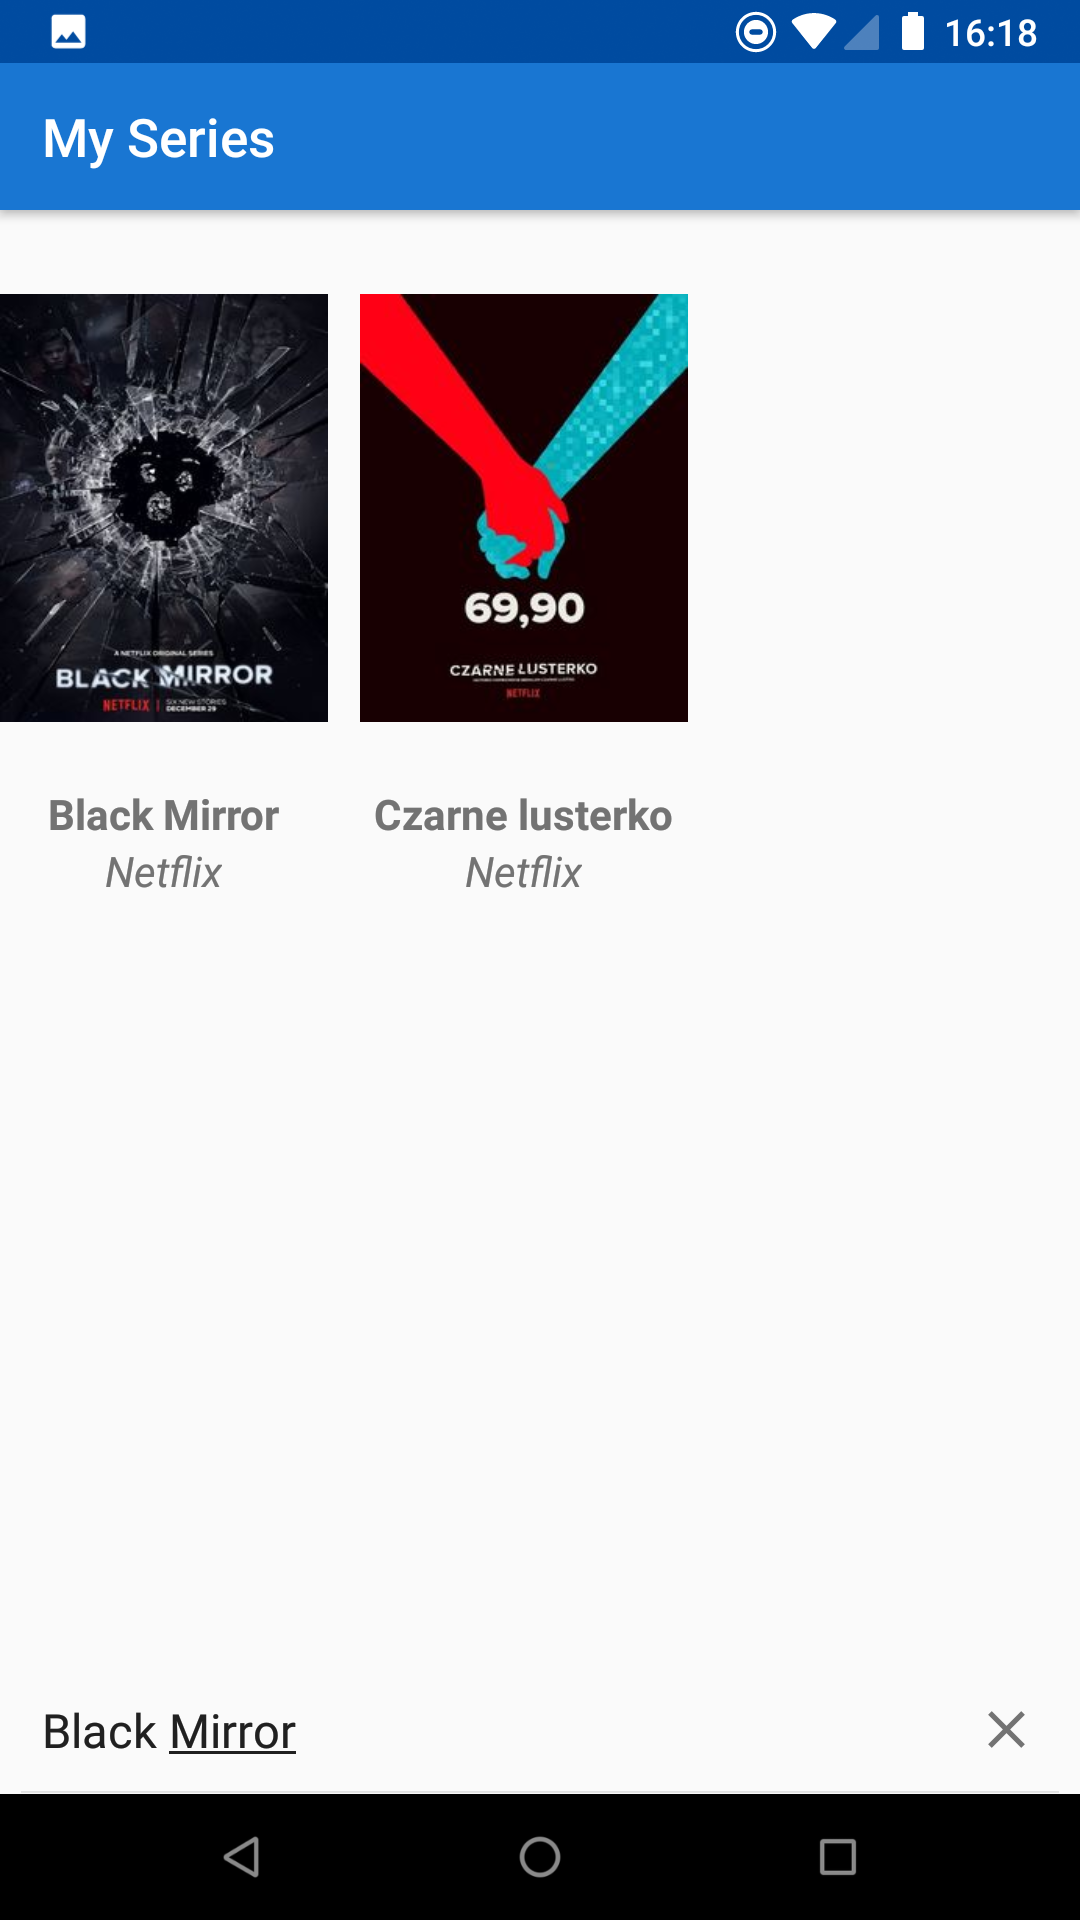 16:18
My Series
A NETFLIX ORIGINAL SERIES
BLACK MIRROR
NETFLIX | SIX NEW STORIES
DECEMBER 29
69,90
CZARNE LUSTERKO
NETFLIX
Black Mirror
Netflix
Czarne lusterko
Netflix
Black Mirror